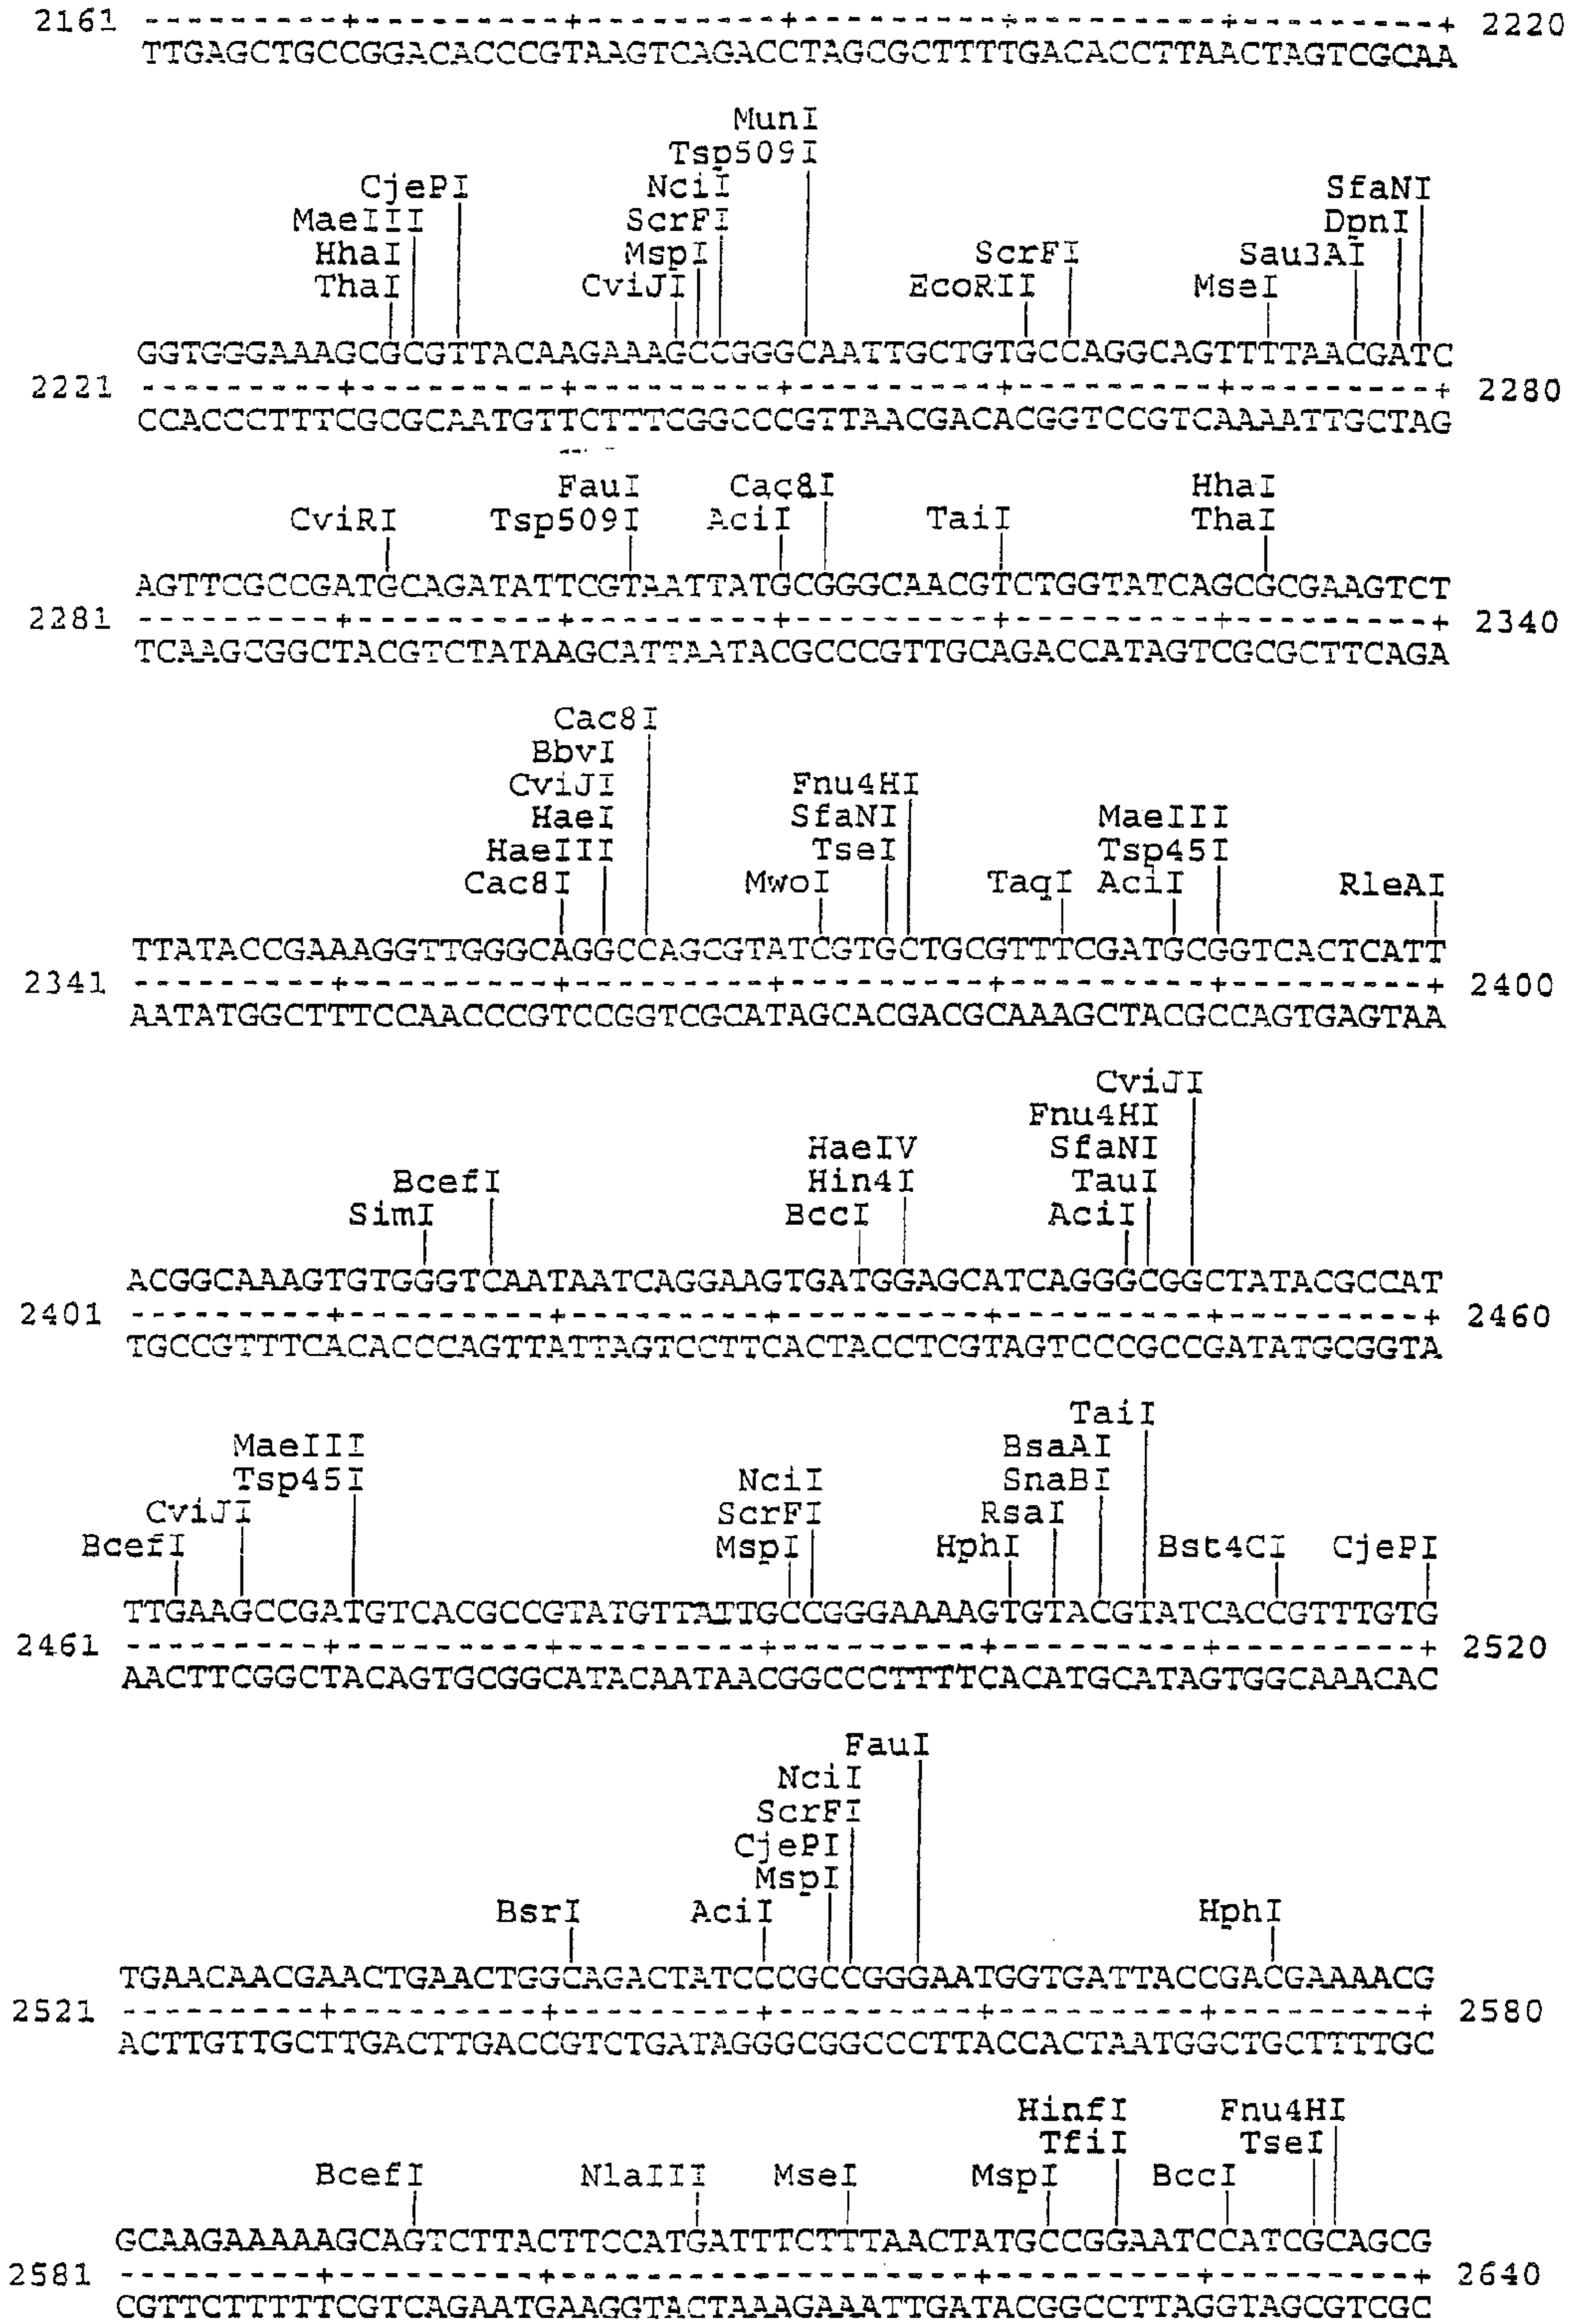 2161 ---------+---------+---------+---------+---------+---------+ 2220
TTGAGCTGCCGGACACCCGTAAGTCAGACCTAGCGCTTTTGACACCTTAACTAGTCGCAA
MunI
Tsp509I
CjePI NciI SfaNI
MaeIII ScrFI DpnI
HhaI MspI ScrFI Sau3AI
ThaI CviJI EcoRII MseI
GGTGGGAAAGCGCGTTACAAGAAAGCCGGGCAATTGCTGTGCCAGGCAGTTTTAACGATC
2221 ---------+---------+---------+---------+---------+---------+ 2280
CCACCCTTTCGCGCAATGTTCTTTCGGCCCGTTAACGACACGGTCCGTCAAAATTGCTAG
FauI Cac8I HhaI
CviRI Tsp509I AciI TaiI ThaI
AGTTCGCCGATGCAGATATTCGTAATTATGCGGGCAACGTCTGGTATCAGCGCGAAGTCT
2281 ---------+---------+---------+---------+---------+---------+ 2340
TCAAGCGGCTACGTCTATAAGCATTAATACGCCCGTTGCAGACCATAGTCGCGCTTCAGA
Cac8I
BbvI
CviJI Fnu4HI
HaeI SfaNI MaeIII
HaeIII TseI Tsp45I
Cac8I MwoI TaqI AciI RleAI
TTATACCGAAAGGTTGGGCAGGCCAGCGTATCGTGCTGCGTTTCGATGCGGTCACTCATT
2341 ---------+---------+---------+---------+---------+---------+ 2400
AATATGGCTTTCCAACCCGTCCGGTCGCATAGCACGACGCAAAGCTACGCCAGTGAGTAA
CviJI
Fnu4HI
HaeIV SfaNI
BcefI Hin4I TauI
SimI BccI AciI
ACGGCAAAGTGTGGGTCAATAATCAGGAAGTGATGGAGCATCAGGGCGGCTATACGCCAT
2401 ---------+---------+---------+---------+---------+---------+ 2460
TGCCGTTTCACACCCAGTTATTAGTCCTTCACTACCTCGTAGTCCCGCCGATATGCGGTA
TaiI
MaeIII BsaAI
Tsp45I NciI SnaBI
CviJI ScrFI RsaI
BcefI MspI HphI Bst4CI CjePI
TTGAAGCCGATGTCACGCCGTATGTTATTGCCGGGAAAAGTGTACGTATCACCGTTTGTG
2461 ---------+---------+---------+---------+---------+---------+ 2520
AACTTCGGCTACAGTGCGGCATACAATAACGGCCCTTTTCACATGCATAGTGGCAAACAC
FauI
NciI
ScrFI
CjePI
MspI
BsrI AciI HphI
TGAACAACGAACTGAACTGGCAGACTATCCCGCCGGGAATGGTGATTACCGACGAAAACG
2521 ---------+---------+---------+---------+---------+---------+ 2580
ACTTGTTGCTTGACTTGACCGTCTGATAGGGCGGCCCTTACCACTAATGGCTGCTTTTGC
HinfI Fnu4HI
TfiI TseI
BcefI NlaIII MseI MspI BccI
GCAAGAAAAAGCAGTCTTACTTCCATGATTTCTTTAACTATGCCGGAATCCATCGCAGCG
2581 ---------+---------+---------+---------+---------+---------+ 2640
CGTTCTTTTTCGTCAGAATGAAGGTACTAAAGAAATTGATACGGCCTTAGGTAGCGTCGC